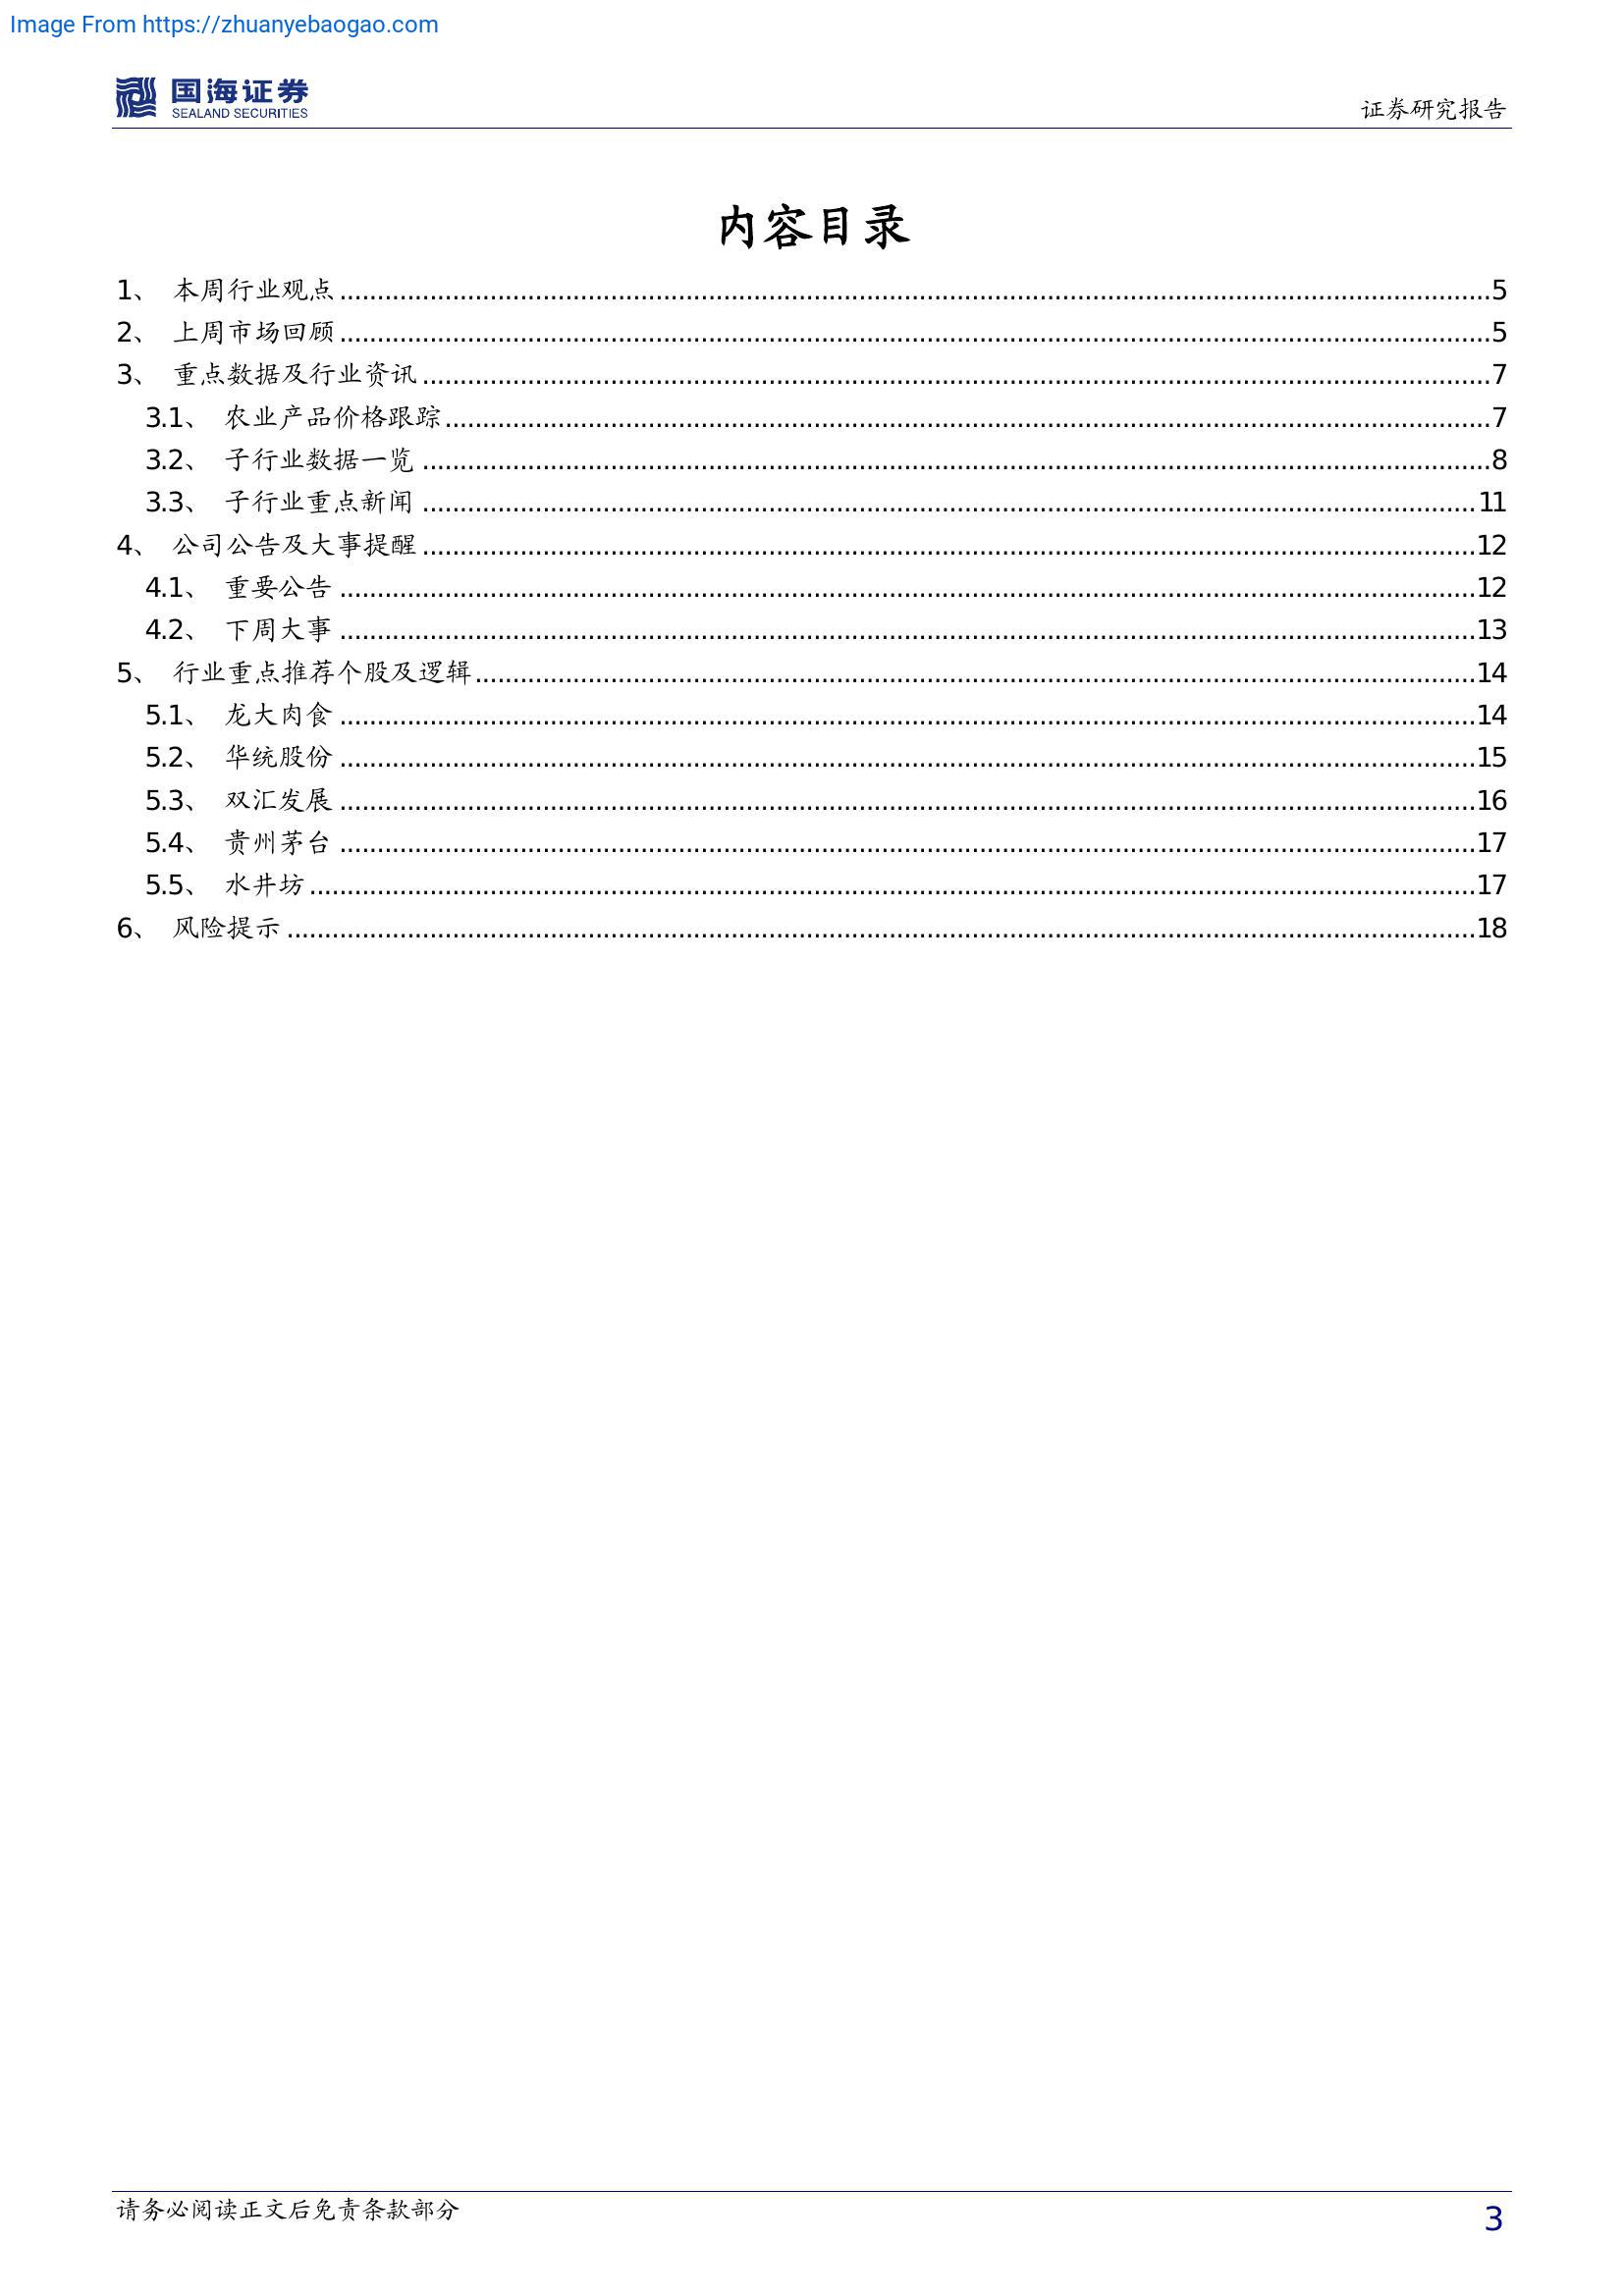 Image From https://zhuanyebaogao.com
国海证券
SEALAND SECURITIES
证券研究报告
内容目录
1、 本周行业观点........................................5
2、 上周市场回顾........................................5
3、 重点数据及行业资讯........................................7
3.1、 农业产品价格跟踪........................................7
3.2、 子行业数据一览........................................8
3.3、 子行业重点新闻........................................11
4、 公司公告及大事提醒........................................12
4.1、 重要公告........................................12
4.2、 下周大事........................................13
5、 行业重点推荐个股及逻辑........................................14
5.1、 龙大肉食........................................14
5.2、 华统股份........................................15
5.3、 双汇发展........................................16
5.4、 贵州茅台........................................17
5.5、 水井坊........................................17
6、 风险提示........................................18
请务必阅读正文后免责条款部分
3